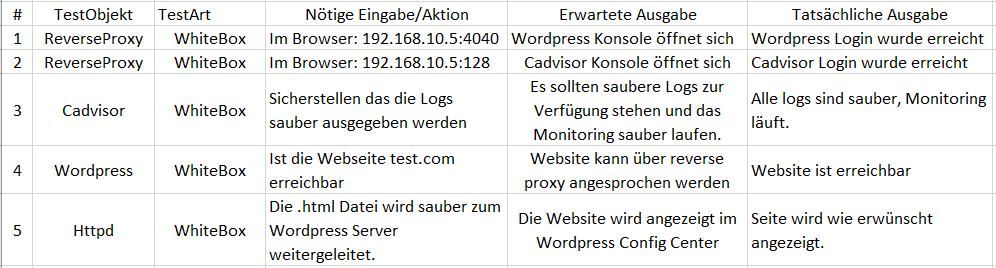 # TestObjekt TestArt Nötige Eingabe/Aktion Erwartete Ausgabe Tatsächliche Ausgabe
1 ReverseProxy WhiteBox Im Browser: 192.168.10.5:4040 Wordpress Konsole öffnet sich Wordpress Login wurde erreicht
2 ReverseProxy WhiteBox Im Browser: 192.168.10.5:128 Cadvisor Konsole öffnet sich Cadvisor Login wurde erreicht
3 Cadvisor WhiteBox
Sicherstellen das die Logs
sauber ausgegeben werden
Es sollten saubere Logs zur
Verfügung stehen und das
Monitoring sauber laufen.
Alle logs sind sauber, Monitoring
läuft.
4 Wordpress WhiteBox
Ist die Webseite test.com
erreichbar
Website kann über reverse
proxy angesprochen werden
Website ist erreichbar
5 Httpd WhiteBox
Die .html Datei wird sauber zum
Wordpress Server
weitergeleitet.
Die Website wird angezeigt im
Wordpress Config Center
Seite wird wie erwünscht
angezeigt.